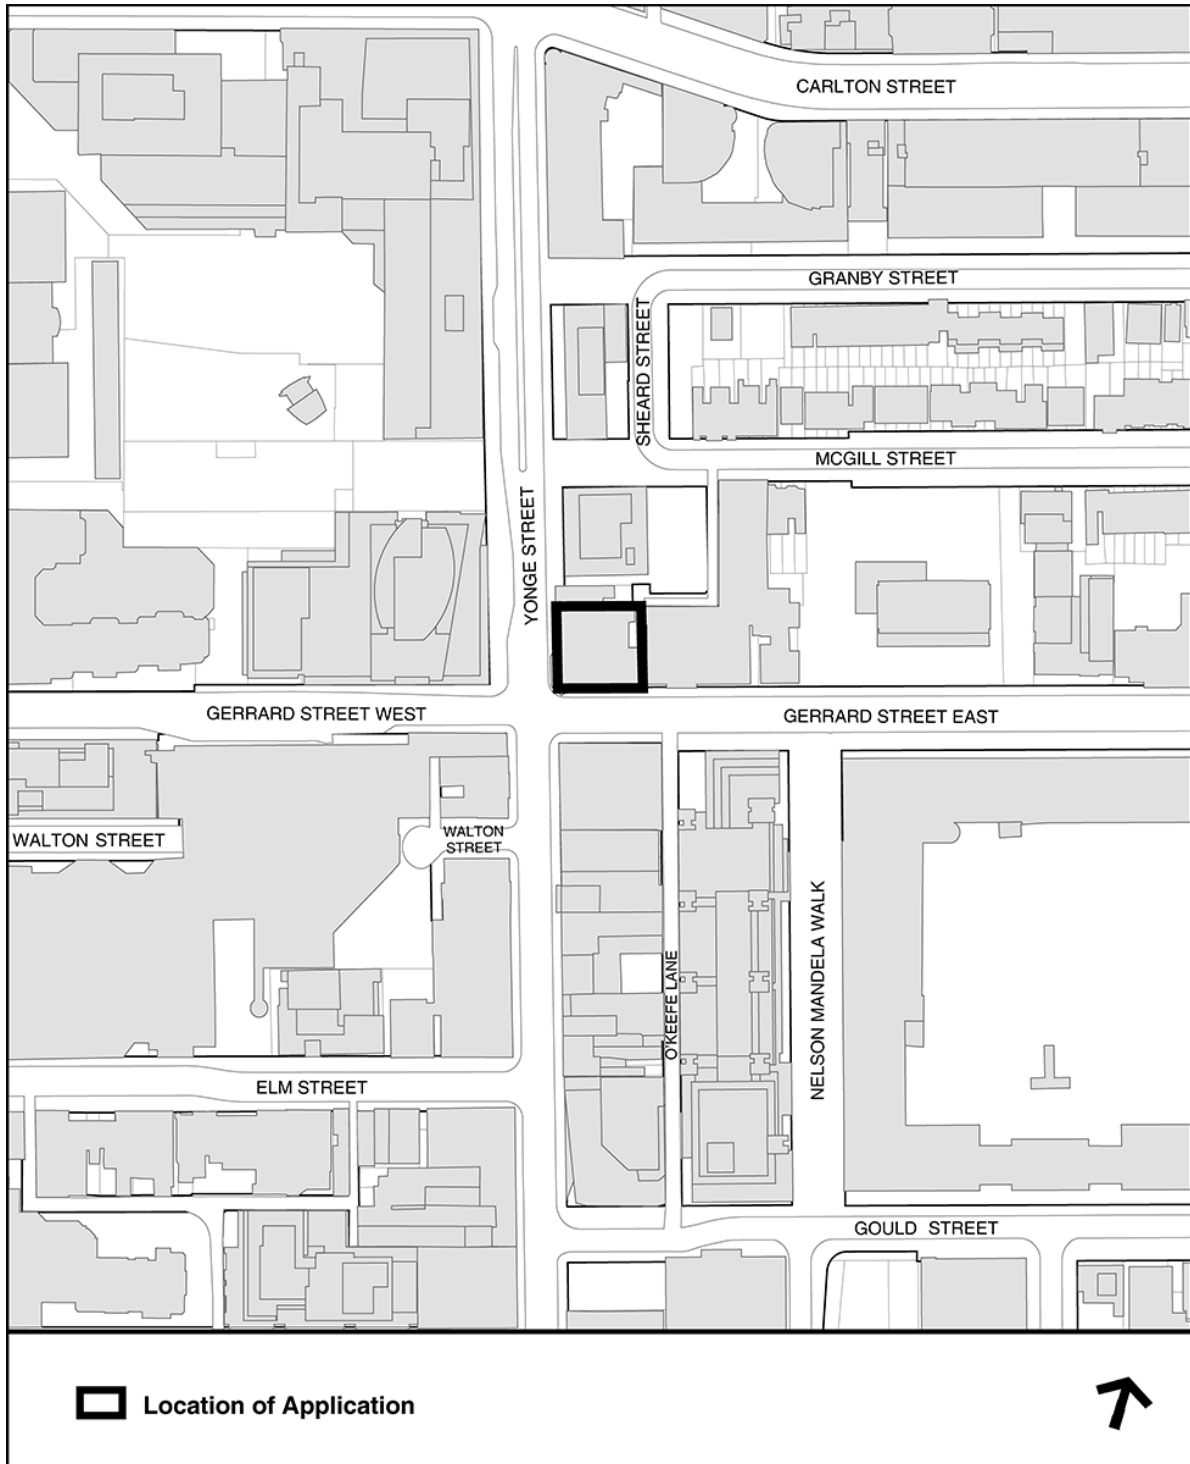 CARLTON STREET
GRANBY STREET
SHEARD STREET
MCGILL STREET
YONGE STREET
GERRARD STREET WEST
GERRARD STREET EAST
WALTON STREET
WALTON
STREET
NELSON MANDELA WALK
O'KEEFE LANE
ELM STREET
GOULD STREET
Location of Application